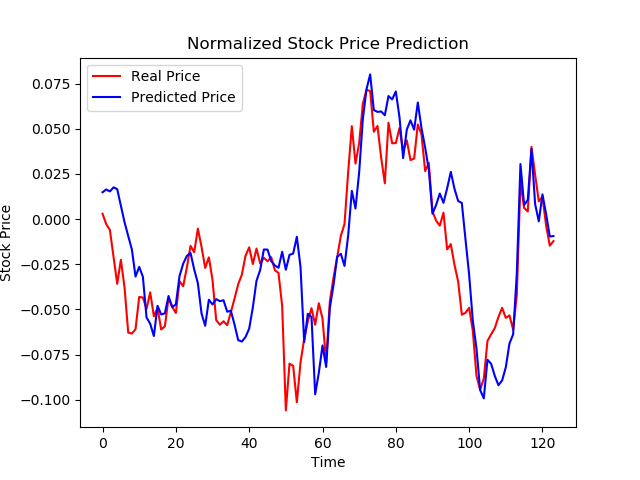 Normalized Stock Price Prediction
Real Price
Predicted Price
Stock Price
0.075
0.050
0.025
0.000
−0.025
−0.050
−0.075
−0.100
0 20 40 60 80 100 120
Time